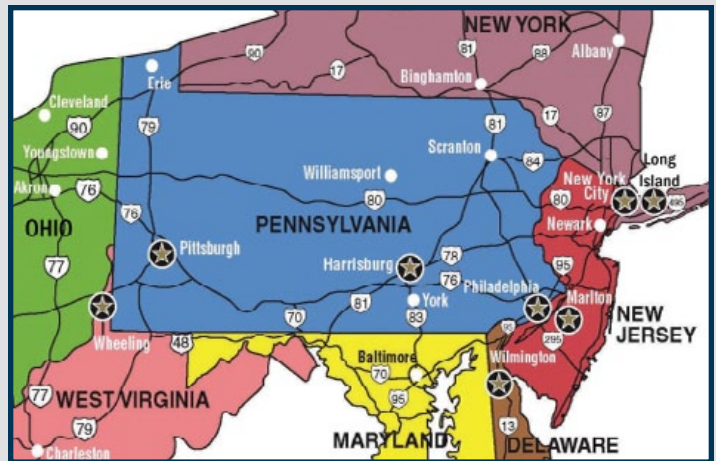 NEW YORK
81
88
Albany
90
17
Binghamton
Erie
Cleveland
79
81
17
87
90
Scranton
Youngstown
84
Long
Island
Williamsport
New York
City
Akron
76
80
80
495
76
PENNSYLVANIA
Newark
OHIO
Pittsburgh
78
Harrisburg
95
77
76
Philadelphia
Marlton
81
York
NEW
JERSEY
70
83
95
Wheeling
48
295
Baltimore
Wilmington
70
77
WEST VIRGINIA
95
79
13
MARYLAND
DELAWARE
Charleston